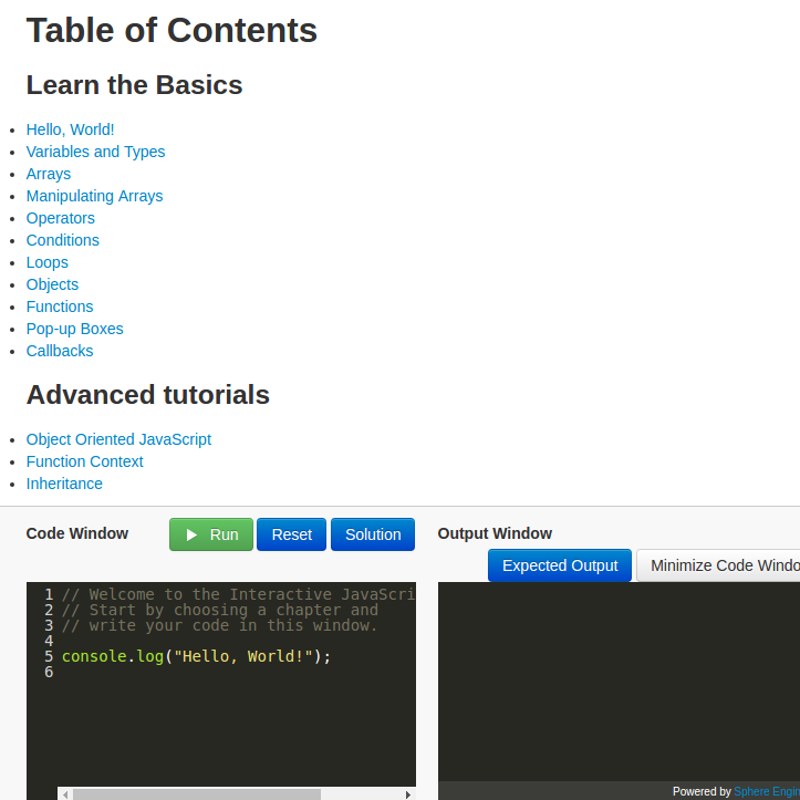 Table of Contents
Learn the Basics
Hello, World!
Variables and Types
Arrays
Manipulating Arrays
Operators
Conditions
Loops
Objects
Functions
Pop-up Boxes
Callbacks
Advanced tutorials
Object Oriented JavaScript
Function Context
Inheritance
Code Window
Run Reset Solution
Output Window
Expected Output Minimize Code Windo
1 // Welcome to the Interactive JavaScri
2 // Start by choosing a chapter and
3 // write your code in this window.
4
5 console.log("Hello, World!");
6
Powered by Sphere Engin